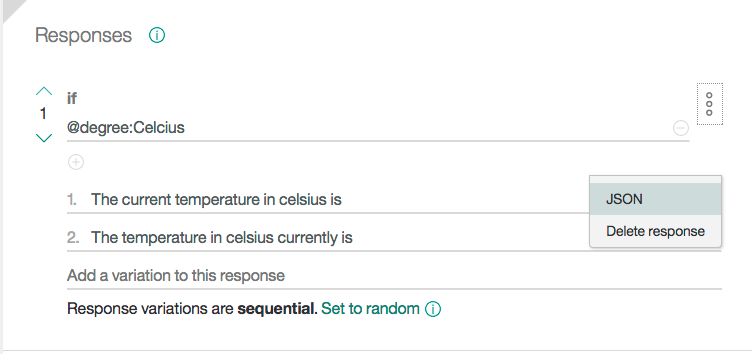 Responses
if
1
@degree:Celcius
1. The current temperature in celsius is
JSON
2. The temperature in celsius currently is
Delete response
Add a variation to this response
Response variations are sequential. Set to random